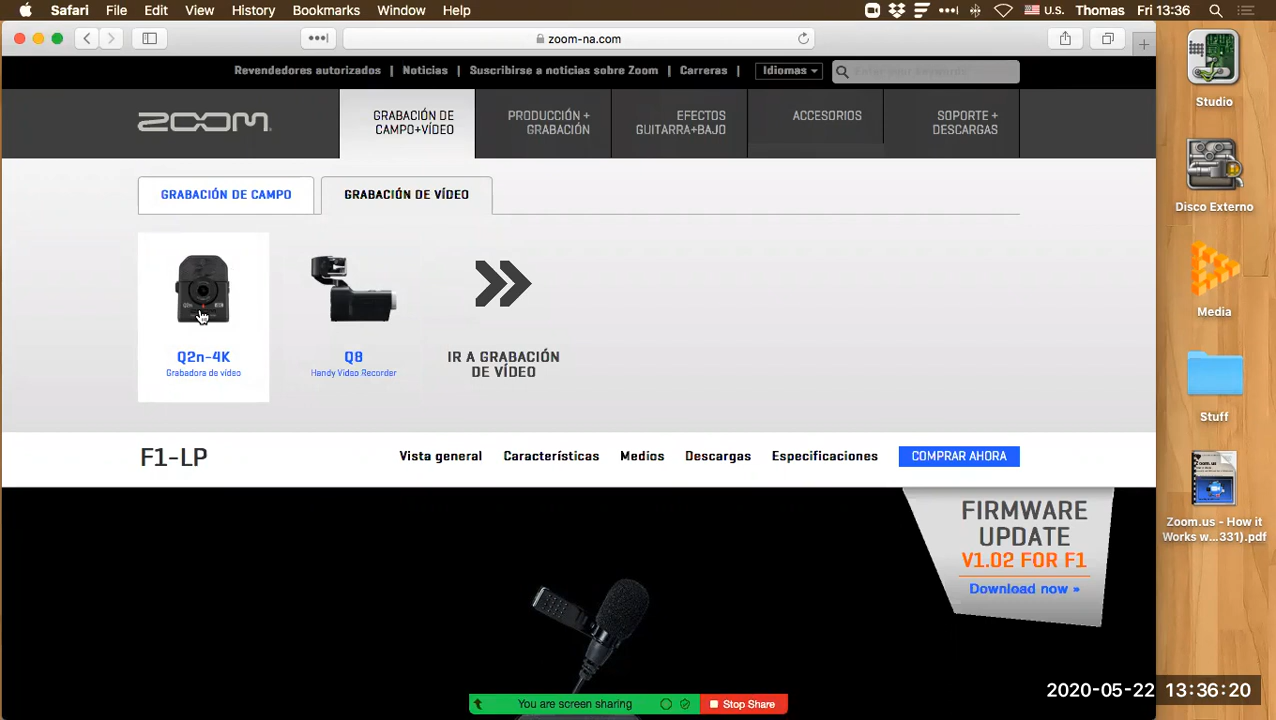 Safari File Edit View History Bookmarks Window Help U.S. Thomas Fri 13:36
zoom-na.com
Revendedores autorizados | Noticias | Suscribirse a noticias sobre Zoom | Carreras | Idiomas Enter your Keywords
ZOOM
GRABACIÓN DE
CAMPO+VÍDEO
PRODUCCIÓN +
GRABACIÓN
EFECTOS
GUITARRA+BAJO
ACCESORIOS
SOPORTE +
DESCARGAS
GRABACIÓN DE CAMPO
GRABACIÓN DE VÍDEO
Q2n-4K
Grabadora de vídeo
Q8
Handy Video Recorder
IR A GRABACIÓN
DE VÍDEO
F1-LP
Vista general Características Medios Descargas Especificaciones COMPRAR AHORA
FIRMWARE
UPDATE
V1.02 FOR F1
Download now »
You are screen sharing Stop Share
Studio
Disco Externo
Media
Stuff
Zoom.us - How it
Works w...331).pdf
2020-05-22 13:36:20